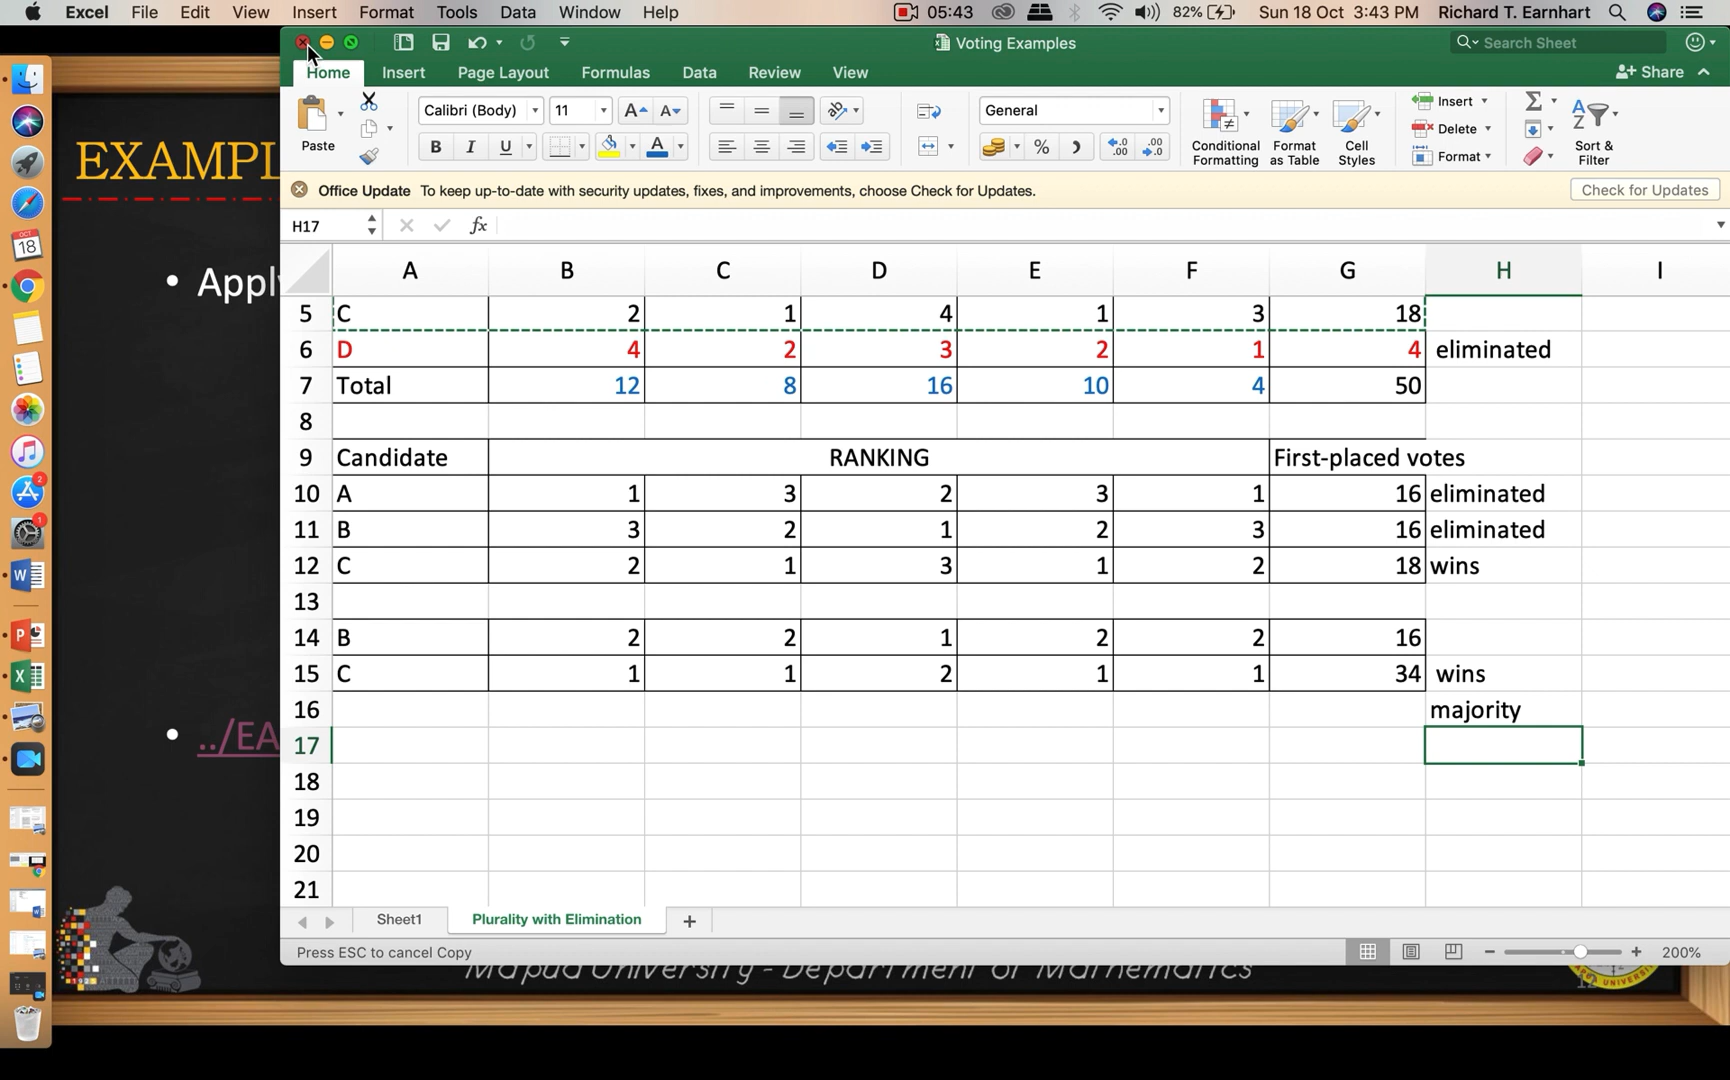 Excel File Edit View Insert Format Tools Data Window Help 05:43 82% Sun 18 Oct 3:43 PM Richard T. Earnhart
Voting Examples
Search Sheet
Home Insert Page Layout Formulas Data Review View Share
Calibri (Body) 11 General Insert
Delete
Paste B I U % Conditional Formatting Format as Table Cell Styles Format Sort & Filter
Office Update To keep up-to-date with security updates, fixes, and improvements, choose Check for Updates. Check for Updates
H17 fx
A B C D E F G H I
5 C 2 1 4 1 3 18
6 D 4 2 3 2 1 4 eliminated
7 Total 12 8 16 10 4 50
8
9 Candidate RANKING First-placed votes
10 A 1 3 2 3 1 16 eliminated
11 B 3 2 1 2 3 16 eliminated
12 C 2 1 3 1 2 18 wins
13
14 B 2 2 1 2 2 16
15 C 1 1 2 1 1 34 wins
16 majority
17
18
19
20
21
Sheet1 Plurality with Elimination
Press ESC to cancel Copy 200%
EXAMPL
• Apply
• ../EA
Mapua University - Department of Mathematics
12